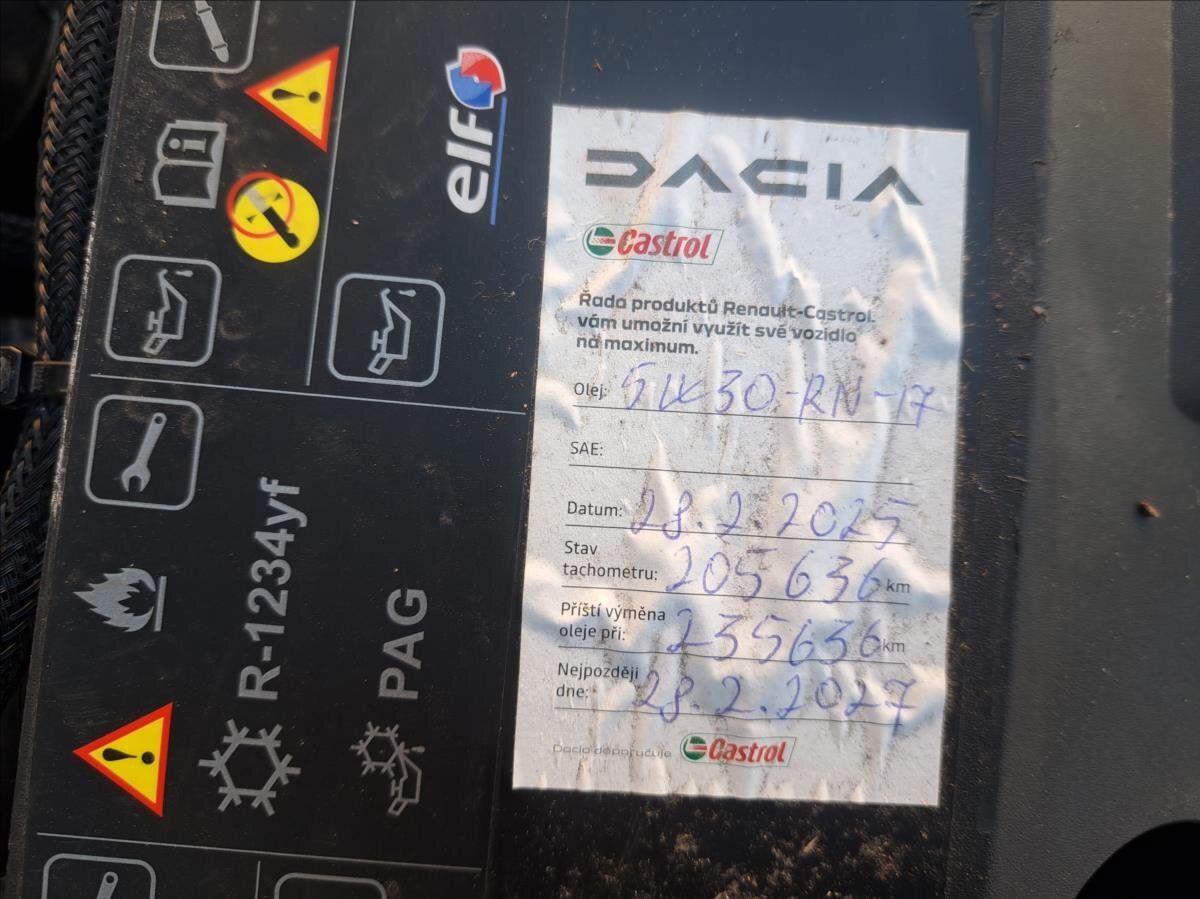 elf
R-1234yf
PAG
DACIA
Castrol
Řada produktů Renault-Castrol
vám umožní využít své vozidlo
na maximum.
Olej: 5W30-RN-17
SAE:
Datum: 28.2.2025
Stav
tachometru: 205 636 km
Příští výměna
oleje při: 235636 km
Nejpozději
dne: 28.2.2027
Dacia doporučuje Castrol